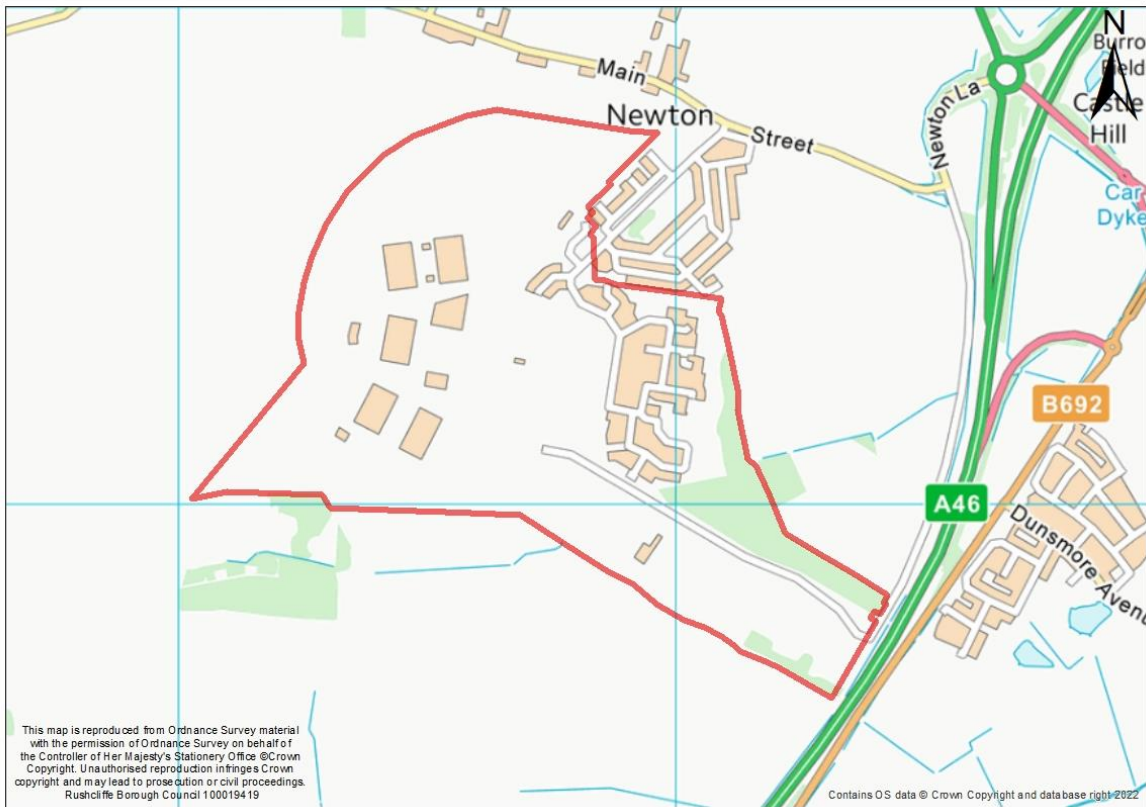 N
Burro
Field
Castle
Hill
Main
Newton
Street
Newton La
Car
Dyke
B692
A46
Dunsmore Avenu
This map is reproduced from Ordnance Survey material
with the permission of Ordnance Survey on behalf of
the Controller of Her Majesty's Stationery Office ©Crown
Copyright. Unauthorised reproduction infringes Crown
copyright and may lead to prosecution or civil proceedings.
Rushcliffe Borough Council 100019419
Contains OS data © Crown Copyright and database right 2022